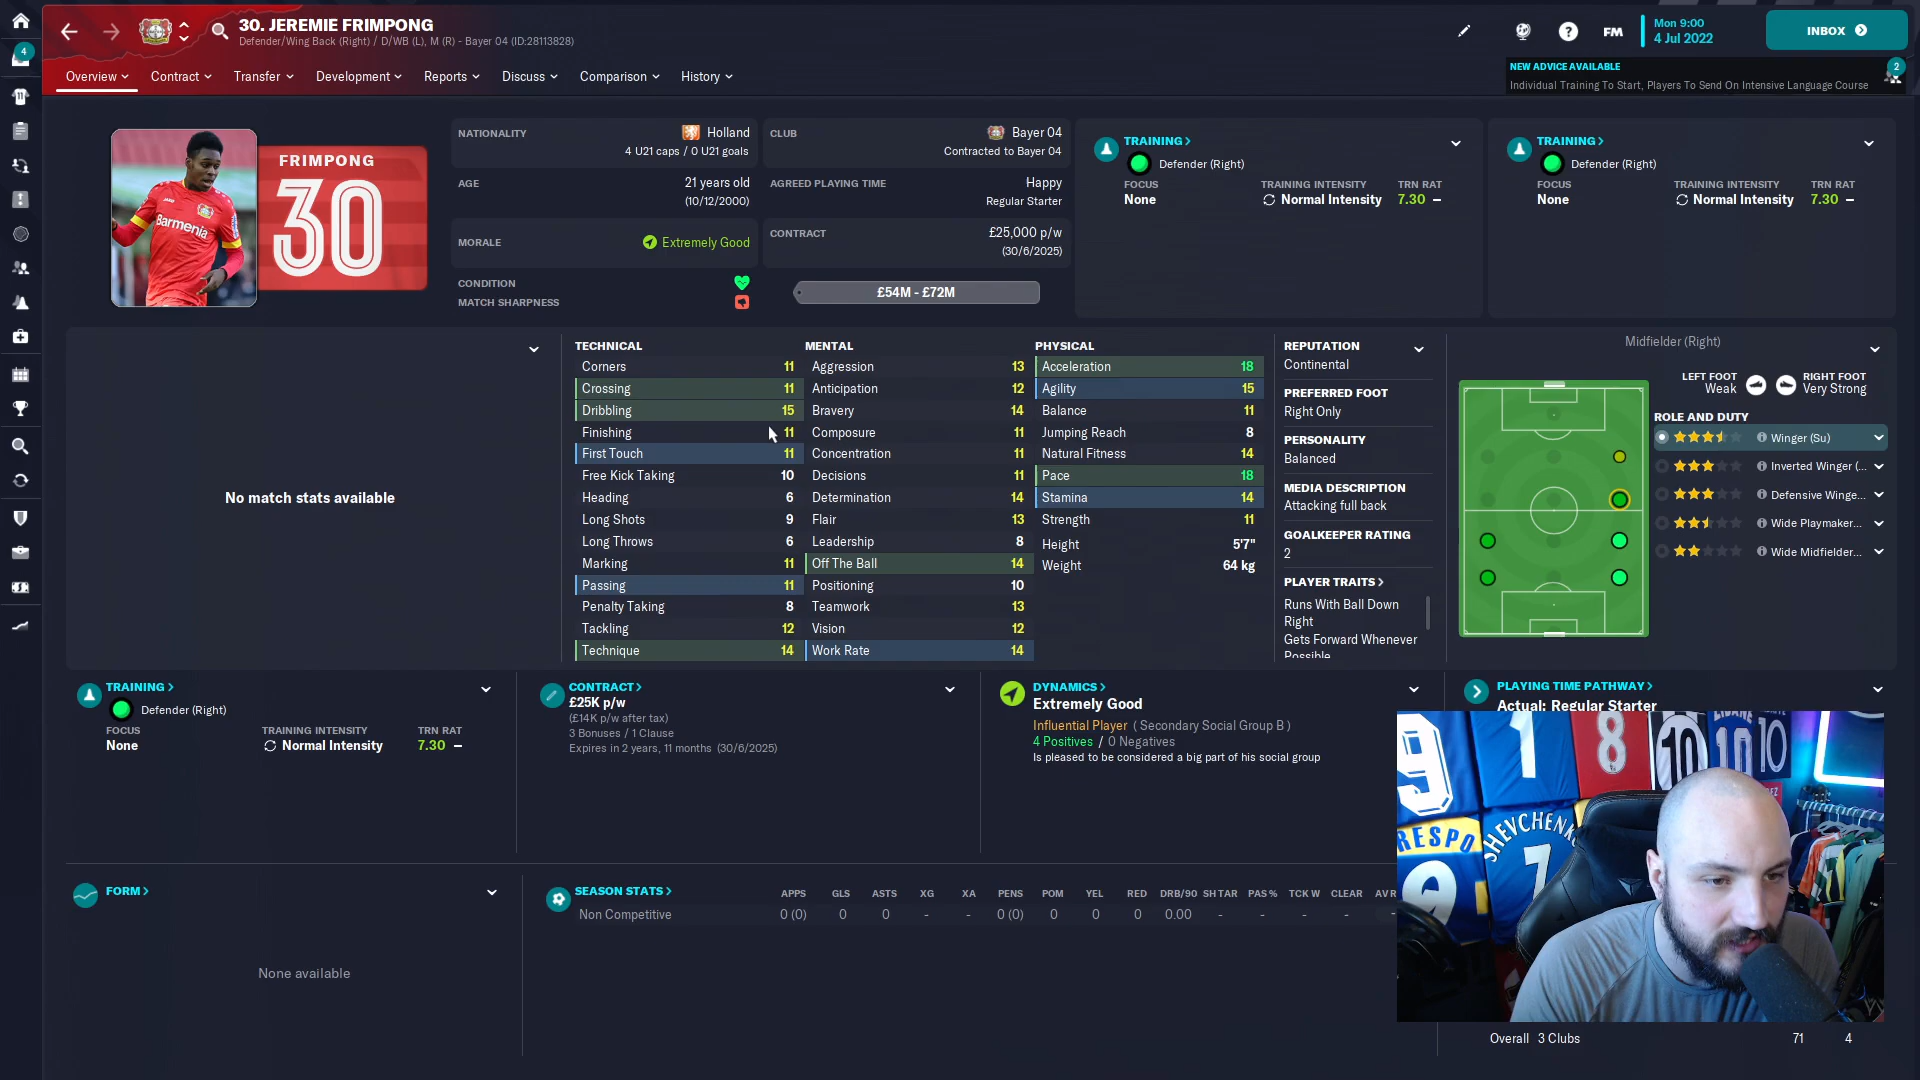 30. JEREMIE FRIMPONG
Defender/Wing Back (Right) / D/WB (L), M (R) - Bayer 04 (ID:28113828)
FM
Mon 9:00
4 Jul 2022
INBOX
4
Overview
Contract
Transfer
Development
Reports
Discuss
Comparison
History
NEW ADVICE AVAILABLE
2
Individual Training To Start, Players To Send On Intensive Language Course
FRIMPONG
30
Barmenia
NATIONALITY
Holland
4 U21 caps / 0 U21 goals
AGE
21 years old
(10/12/2000)
MORALE
Extremely Good
CONDITION
MATCH SHARPNESS
CLUB
Bayer 04
Contracted to Bayer 04
AGREED PLAYING TIME
Happy
Regular Starter
CONTRACT
£25,000 p/w
(30/6/2025)
£54M - £72M
TRAINING >
Defender (Right)
FOCUS TRAINING INTENSITY TRN RAT
None Normal Intensity 7.30 –
TRAINING >
Defender (Right)
FOCUS TRAINING INTENSITY TRN RAT
None Normal Intensity 7.30 –
No match stats available
TECHNICAL
Corners 11
Crossing 11
Dribbling 15
Finishing 11
First Touch 11
Free Kick Taking 10
Heading 6
Long Shots 9
Long Throws 6
Marking 11
Passing 11
Penalty Taking 8
Tackling 12
Technique 14
MENTAL
Aggression 13
Anticipation 12
Bravery 14
Composure 11
Concentration 11
Decisions 11
Determination 14
Flair 13
Leadership 8
Off The Ball 14
Positioning 10
Teamwork 13
Vision 12
Work Rate 14
PHYSICAL
Acceleration 18
Agility 15
Balance 11
Jumping Reach 8
Natural Fitness 14
Pace 18
Stamina 14
Strength 11
Height 5'7"
Weight 64 kg
REPUTATION
Continental
PREFERRED FOOT
Right Only
PERSONALITY
Balanced
MEDIA DESCRIPTION
Attacking full back
GOALKEEPER RATING
2
PLAYER TRAITS >
Runs With Ball Down
Right
Gets Forward Whenever
Possible
Midfielder (Right)
LEFT FOOT
Weak
RIGHT FOOT
Very Strong
ROLE AND DUTY
Winger (Su)
Inverted Winger (...
Defensive Winge...
Wide Playmaker...
Wide Midfielder...
TRAINING >
Defender (Right)
FOCUS TRAINING INTENSITY TRN RAT
None Normal Intensity 7.30 –
CONTRACT >
£25K p/w
(£14K p/w after tax)
3 Bonuses / 1 Clause
Expires in 2 years, 11 months (30/6/2025)
DYNAMICS >
Extremely Good
Influential Player ( Secondary Social Group B )
4 Positives / 0 Negatives
Is pleased to be considered a big part of his social group
PLAYING TIME PATHWAY >
Actual: Regular Starter
FORM >
None available
SEASON STATS >
APPS GLS ASTS XG XA PENS POM YEL RED DRB/90 SH TAR PAS % TCK W CLEAR AV R
Non Competitive 0 (0) 0 0 - - 0 (0) 0 0 0 0.00 - - - - -
9
1
8
10
10
RESPO
SHEVCHENK
7
Overall 3 Clubs 71 4